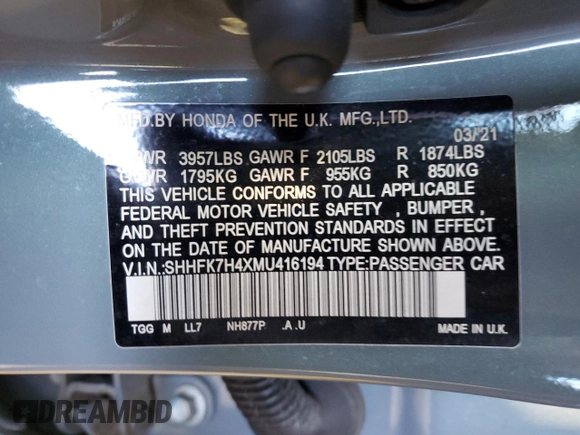 MFD.BY HONDA OF THE U.K. MFG.,LTD.
03/'21
GVWR 3957LBS GAWR F 2105LBS R 1874LBS
GVWR 1795KG GAWR F 955KG R 850KG
THIS VEHICLE CONFORMS TO ALL APPLICABLE
FEDERAL MOTOR VEHICLE SAFETY , BUMPER ,
AND THEFT PREVENTION STANDARDS IN EFFECT
ON THE DATE OF MANUFACTURE SHOWN ABOVE.
V.I.N.:SHHFK7H4XMU416194 TYPE:PASSENGER CAR
TGG M LL7 NH877P .A .U MADE IN U.K.
DREAMBID